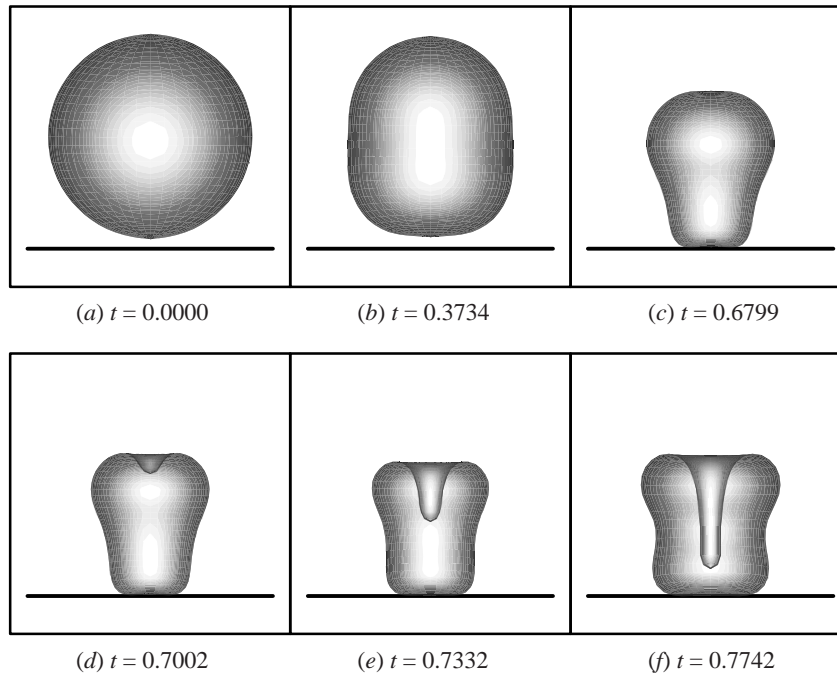 (a) t = 0.0000
(b) t = 0.3734
(c) t = 0.6799
(d) t = 0.7002
(e) t = 0.7332
(f) t = 0.7742